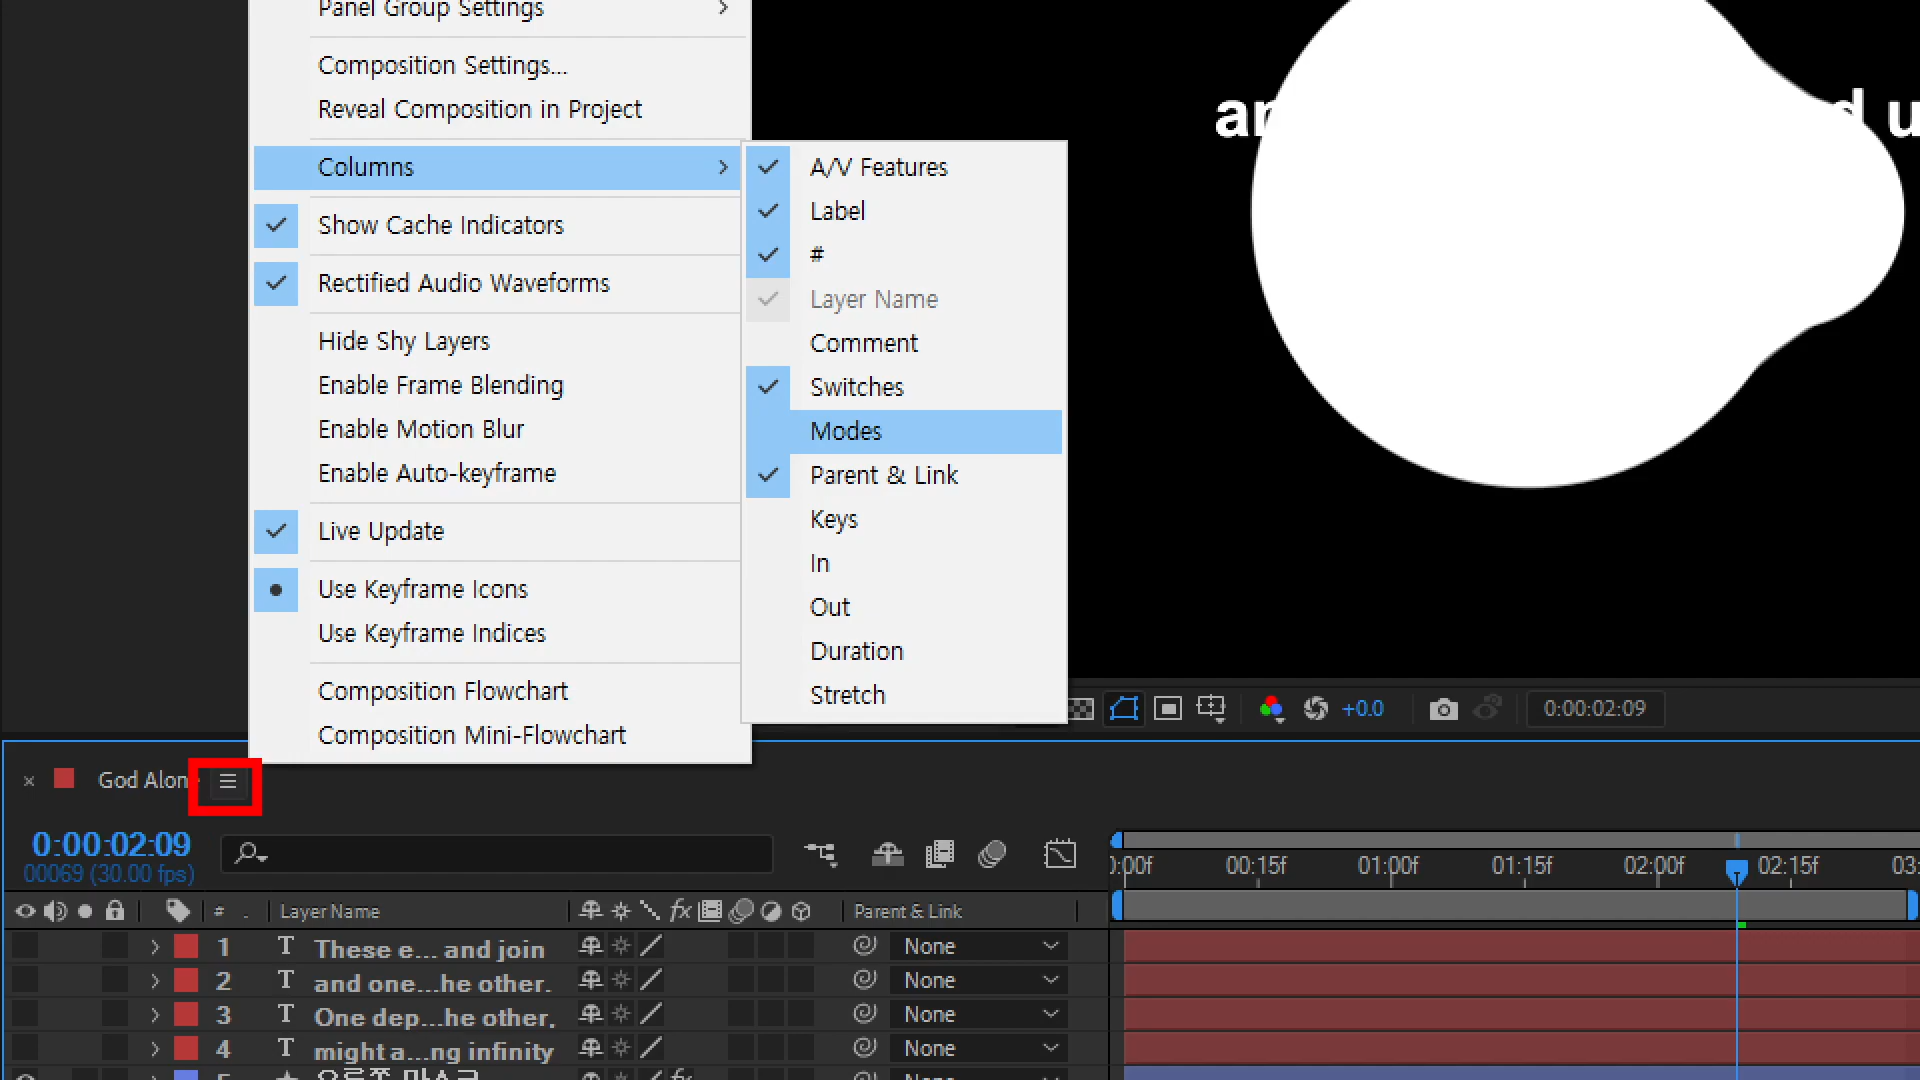 Panel Group Settings
Composition Settings...
Reveal Composition in Project
Columns
Show Cache Indicators
Rectified Audio Waveforms
Hide Shy Layers
Enable Frame Blending
Enable Motion Blur
Enable Auto-keyframe
Live Update
Use Keyframe Icons
Use Keyframe Indices
Composition Flowchart
Composition Mini-Flowchart
A/V Features
Label
#
Layer Name
Comment
Switches
Modes
Parent & Link
Keys
In
Out
Duration
Stretch
+0.0
0:00:02:09
God Alon
0:00:02:09
00069 (30.00 fps)
00f 00:15f 01:00f 01:15f 02:00f 02:15f 03:
# . Layer Name fx Parent & Link
1 T These e... and join None
2 T and one...he other. None
3 T One dep...he other, None
4 T might a...ng infinity None